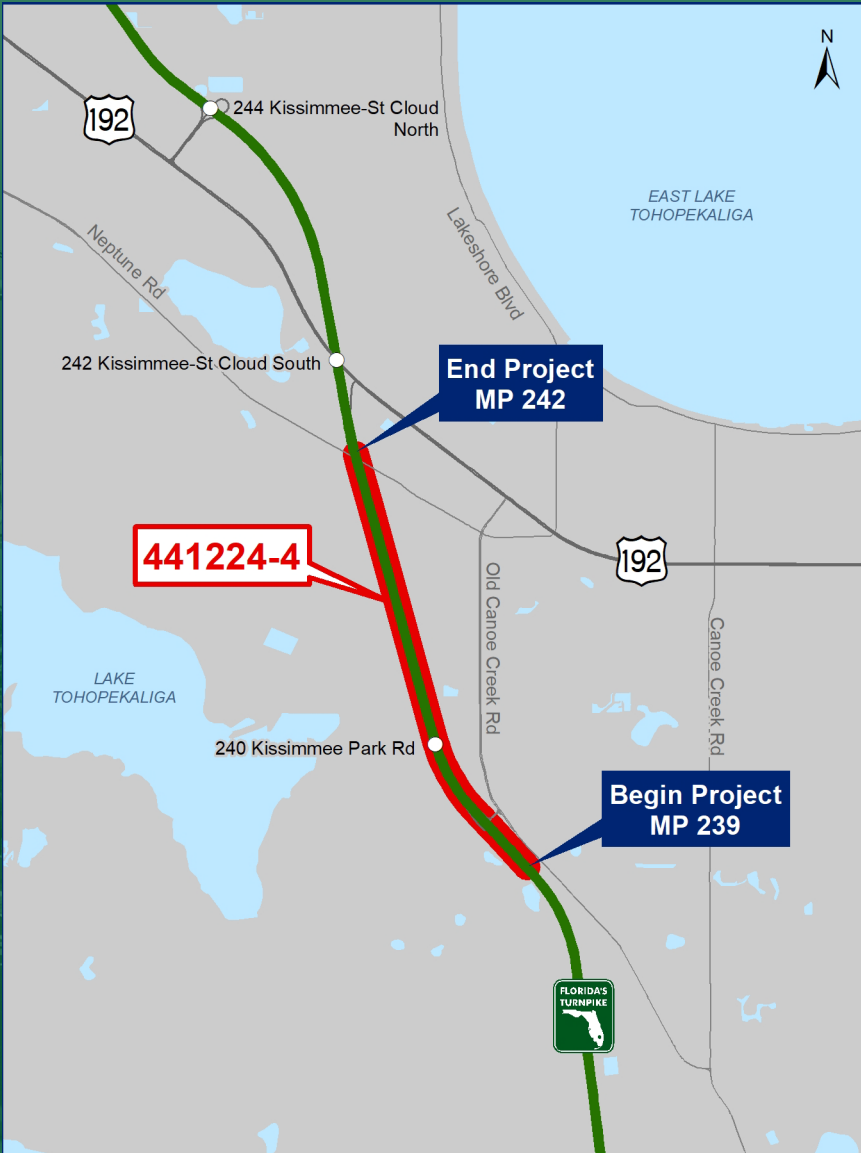 N
192
244 Kissimmee-St Cloud
North
EAST LAKE
TOHOPEKALIGA
Lakeshore Blvd
Neptune Rd
242 Kissimmee-St Cloud South
End Project
MP 242
441224-4
192
Old Canoe Creek Rd
Canoe Creek Rd
LAKE
TOHOPEKALIGA
240 Kissimmee Park Rd
Begin Project
MP 239
FLORIDA'S
TURNPIKE